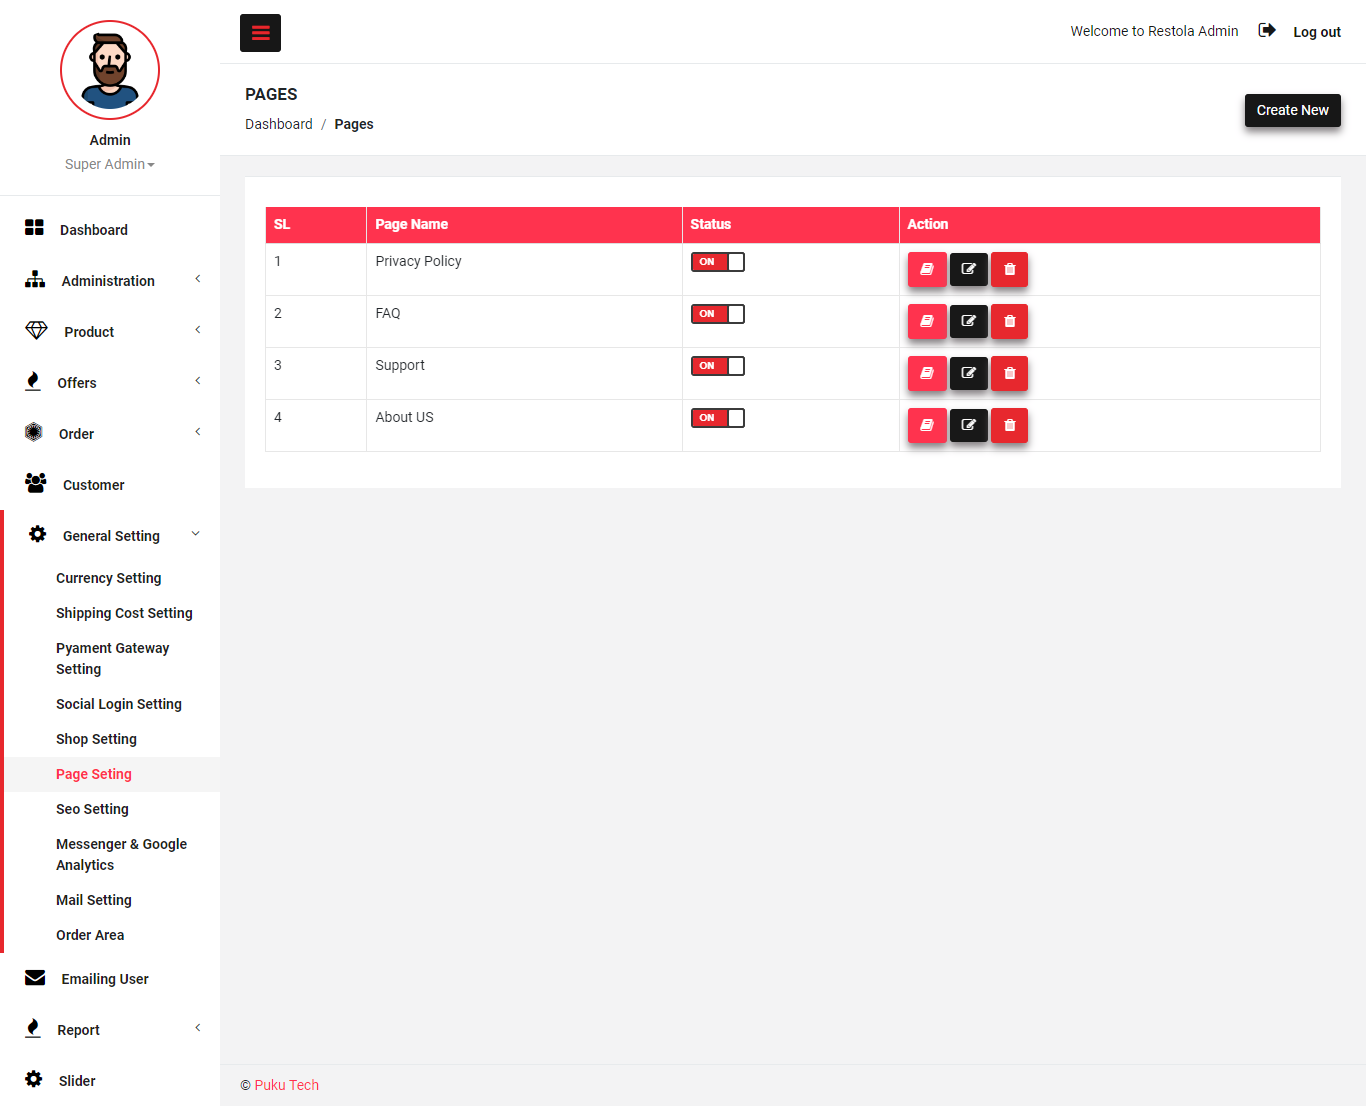 Welcome to Restola Admin
Log out
Admin
Super Admin
Dashboard
Administration
Product
Offers
Order
Customer
General Setting
Currency Setting
Shipping Cost Setting
Pyament Gateway
Setting
Social Login Setting
Shop Setting
Page Seting
Seo Setting
Messenger & Google
Analytics
Mail Setting
Order Area
Emailing User
Report
Slider
PAGES
Dashboard / Pages
Create New
SL Page Name Status Action
1 Privacy Policy ON
2 FAQ ON
3 Support ON
4 About US ON
© Puku Tech